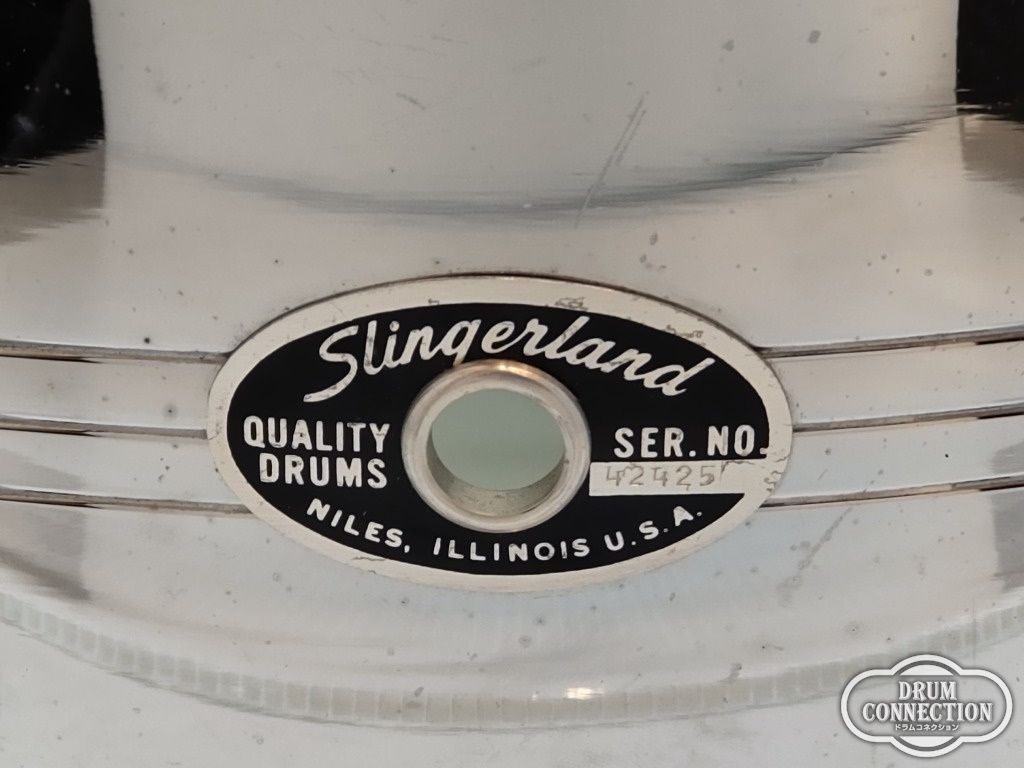 Slingerland
QUALITY
DRUMS
SER. NO.
42425
NILES, ILLINOIS U.S.A.
DRUM
CONNECTION
ドラムコネクション